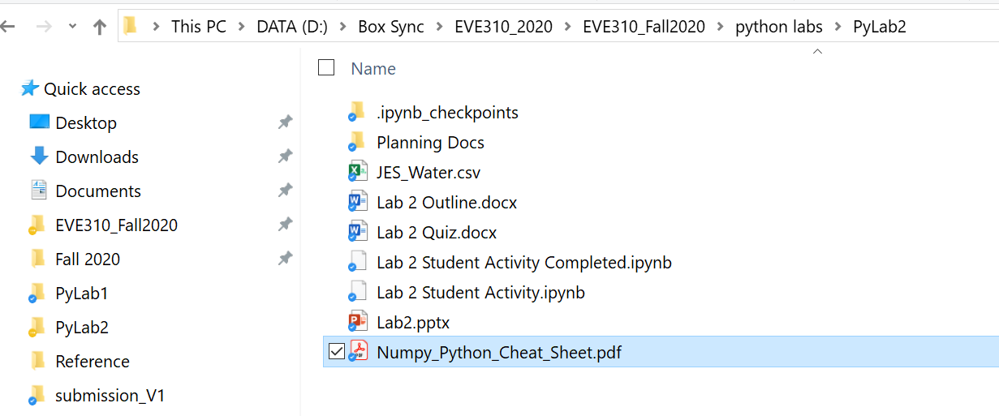 This PC > DATA (D:) > Box Sync > EVE310_2020 > EVE310_Fall2020 > python labs > PyLab2
Quick access
Desktop
Downloads
Documents
EVE310_Fall2020
Fall 2020
PyLab1
PyLab2
Reference
submission_V1
Name
.ipynb_checkpoints
Planning Docs
JES_Water.csv
Lab 2 Outline.docx
Lab 2 Quiz.docx
Lab 2 Student Activity Completed.ipynb
Lab 2 Student Activity.ipynb
Lab2.pptx
Numpy_Python_Cheat_Sheet.pdf